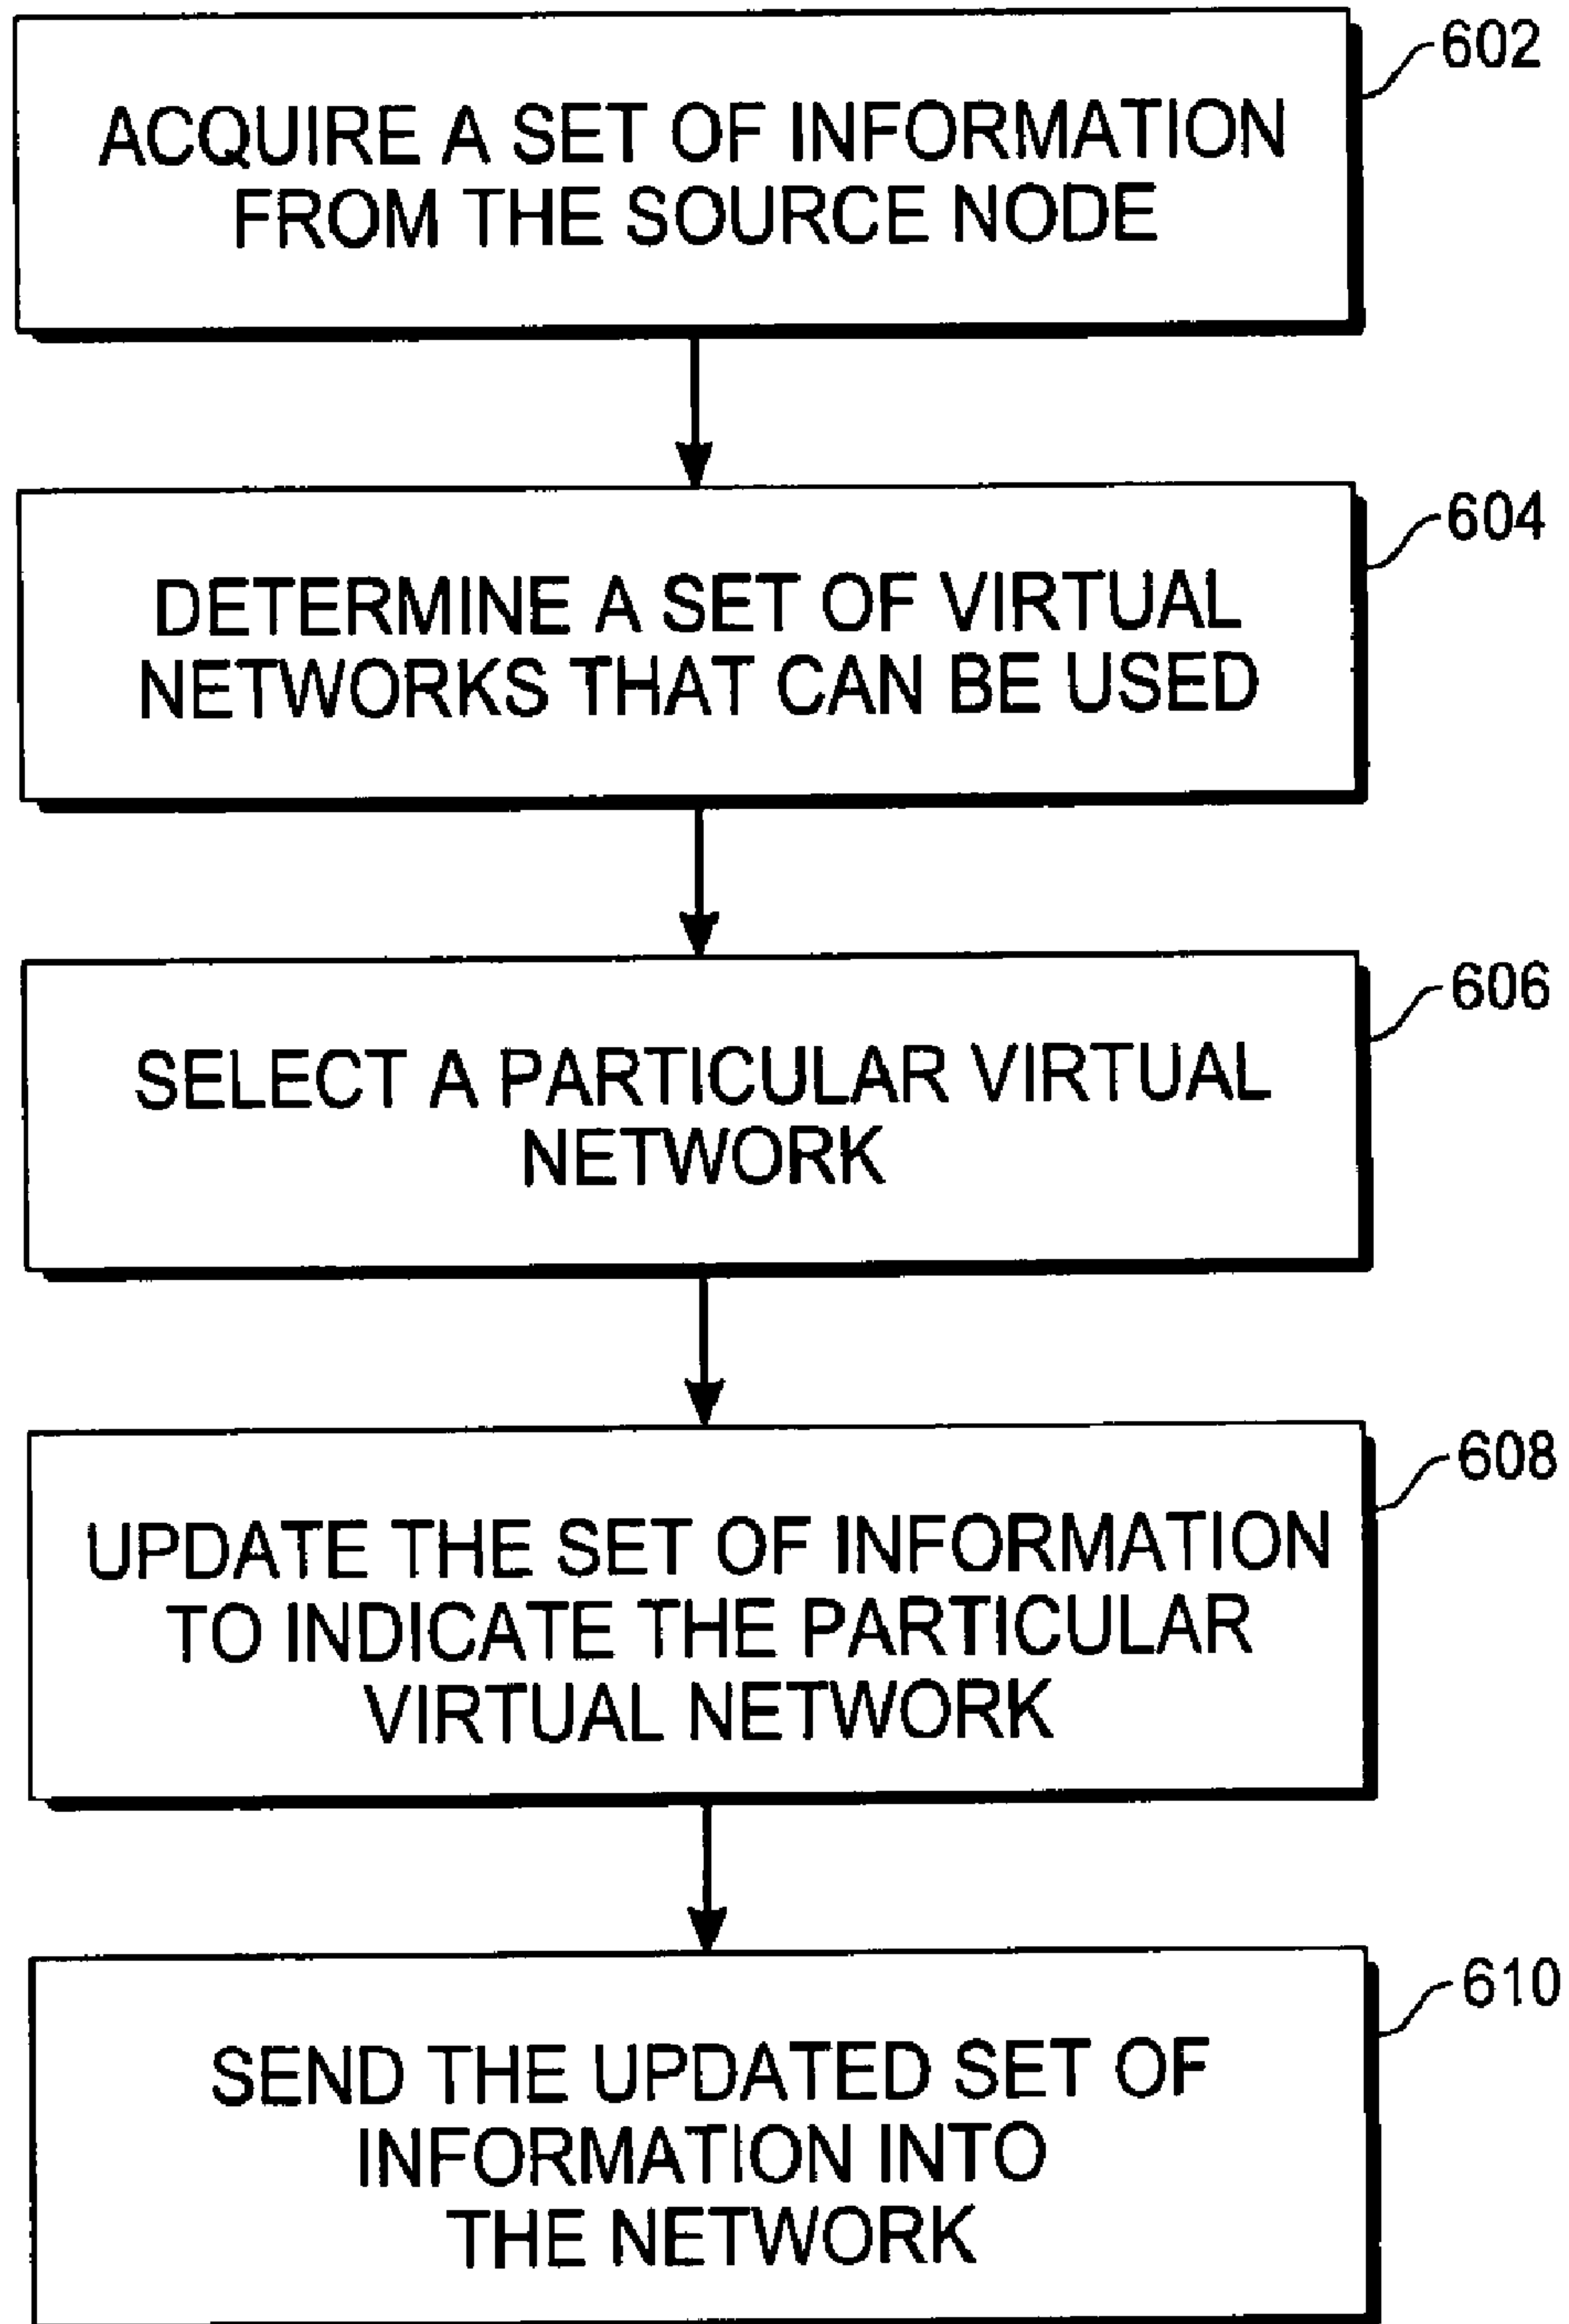 602
ACQUIRE A SET OF INFORMATION
FROM THE SOURCE NODE
604
DETERMINE A SET OF VIRTUAL
NETWORKS THAT CAN BE USED
606
SELECT A PARTICULAR VIRTUAL
NETWORK
608
UPDATE THE SET OF INFORMATION
TO INDICATE THE PARTICULAR
VIRTUAL NETWORK
610
SEND THE UPDATED SET OF
INFORMATION INTO
THE NETWORK